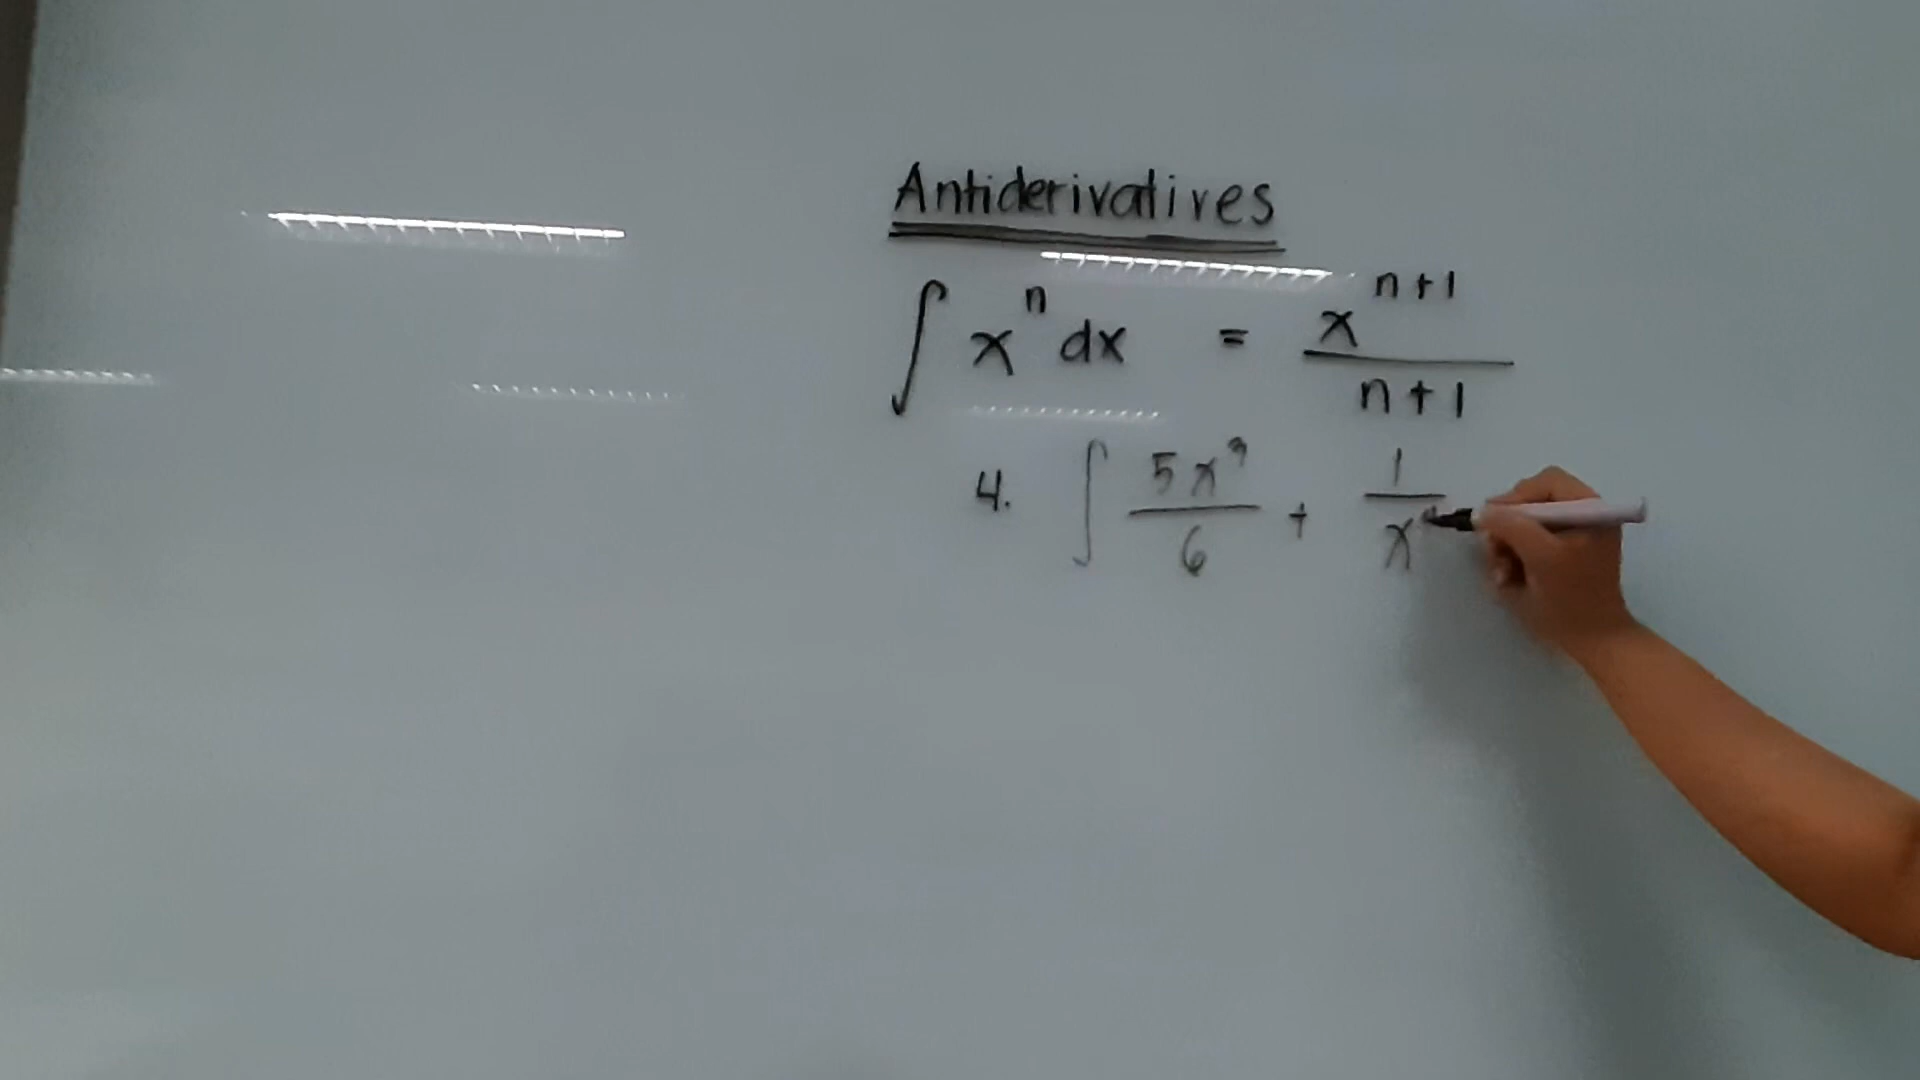 Antiderivatives
∫ xⁿ dx = xⁿ⁺¹ / n+1
4. ∫ 5x⁹ / 6 + 1 / x